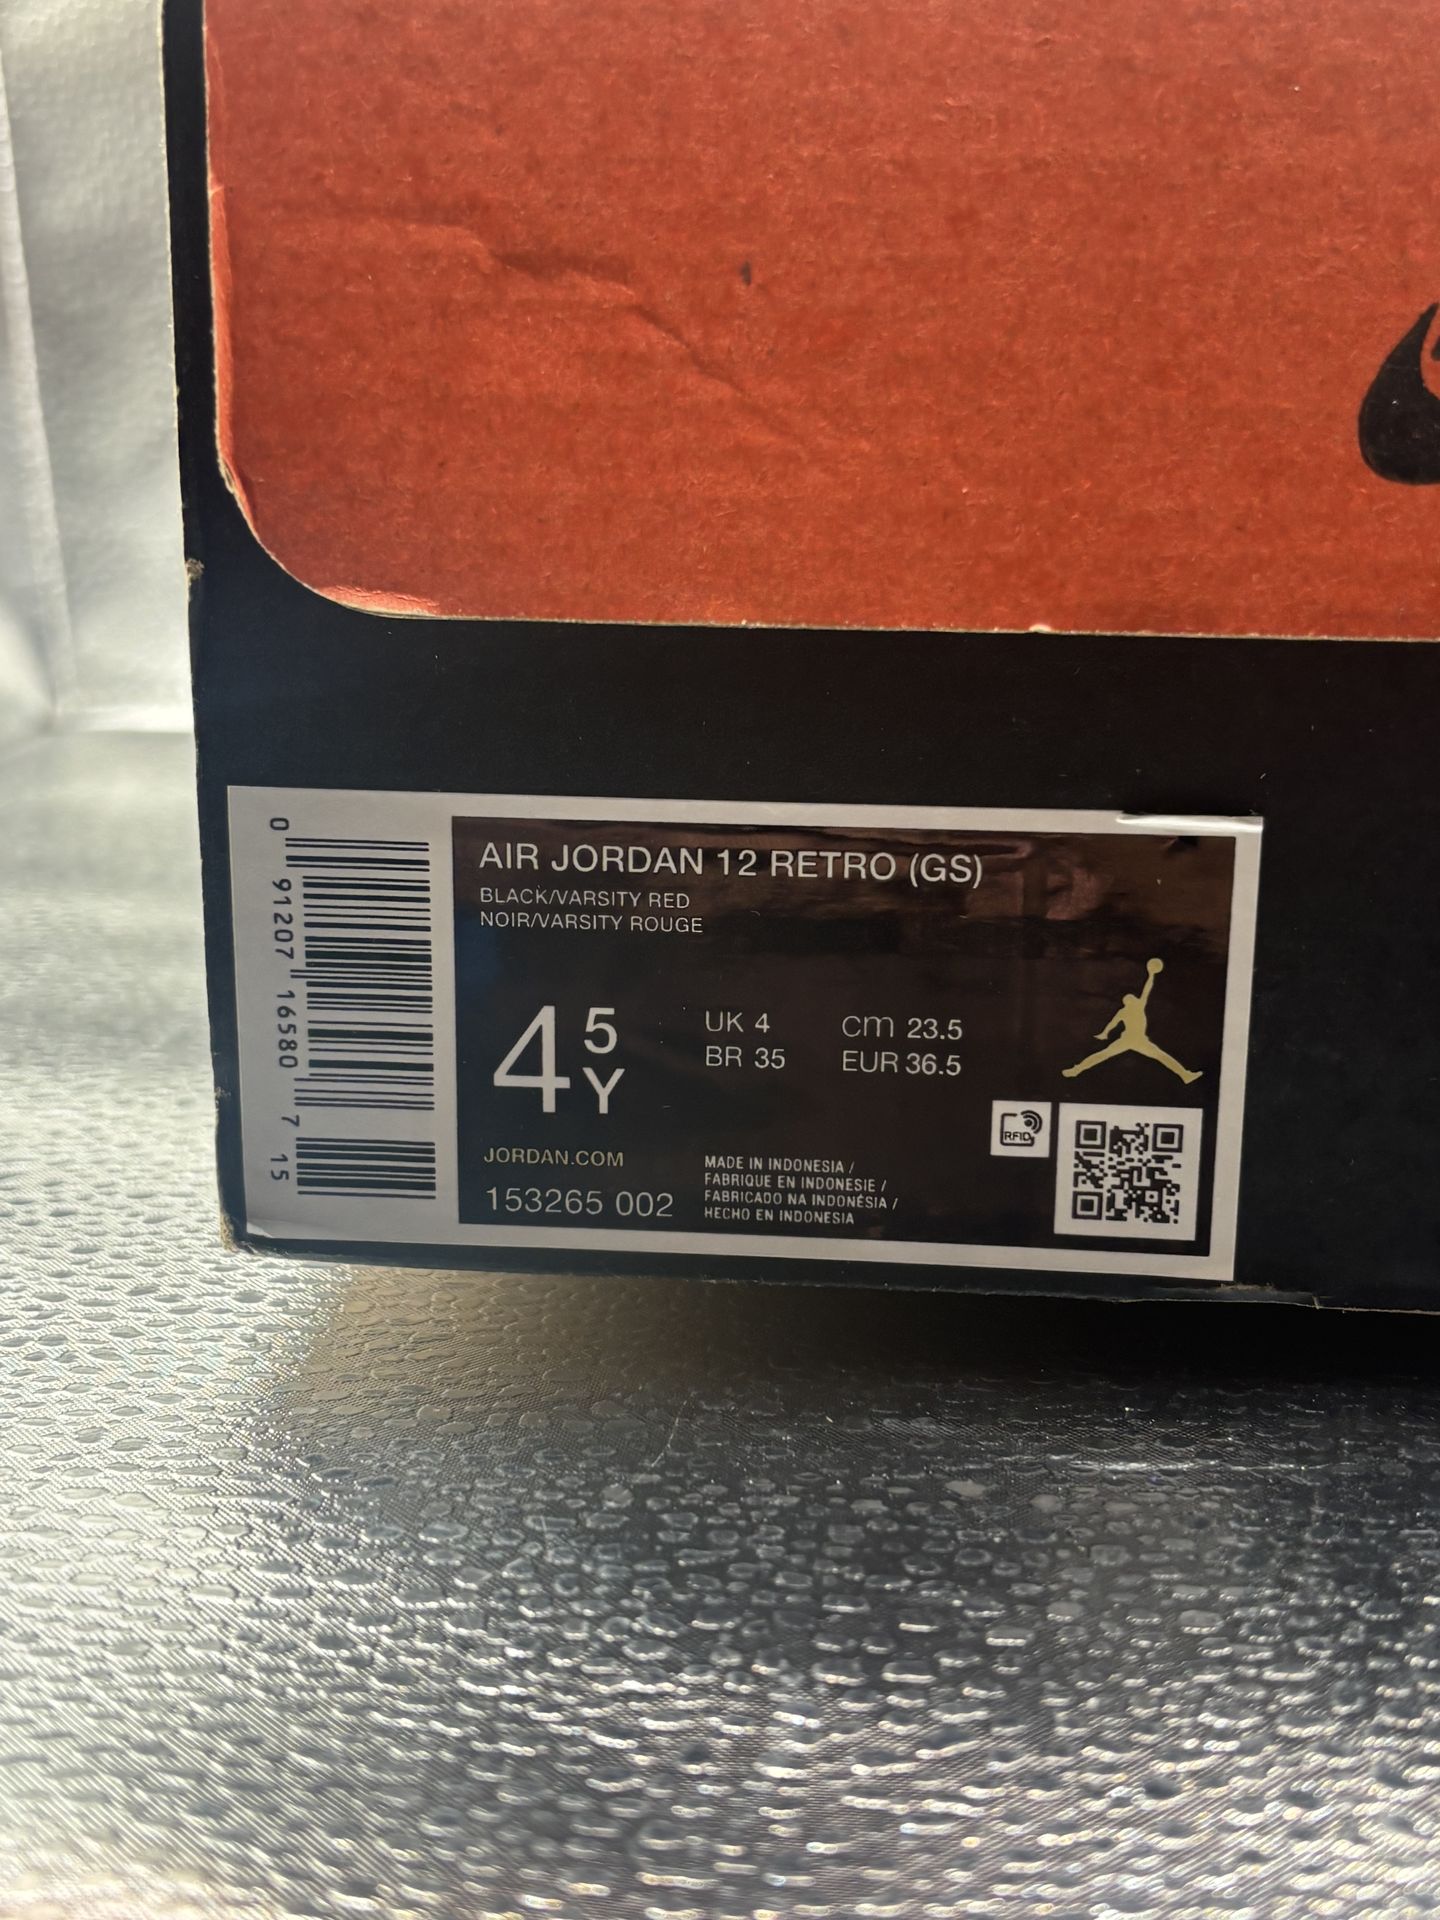 AIR JORDAN 12 RETRO (GS)
BLACK/VARSITY RED
NOIR/VARSITY ROUGE
4 5 Y
UK 4
cm 23.5
BR 35
EUR 36.5
JORDAN.COM
153265 002
MADE IN INDONESIA /
FABRIQUE EN INDONESIE /
FABRICADO NA INDONÉSIA /
HECHO EN INDONESIA
RFID
0 91207 16580 7 15